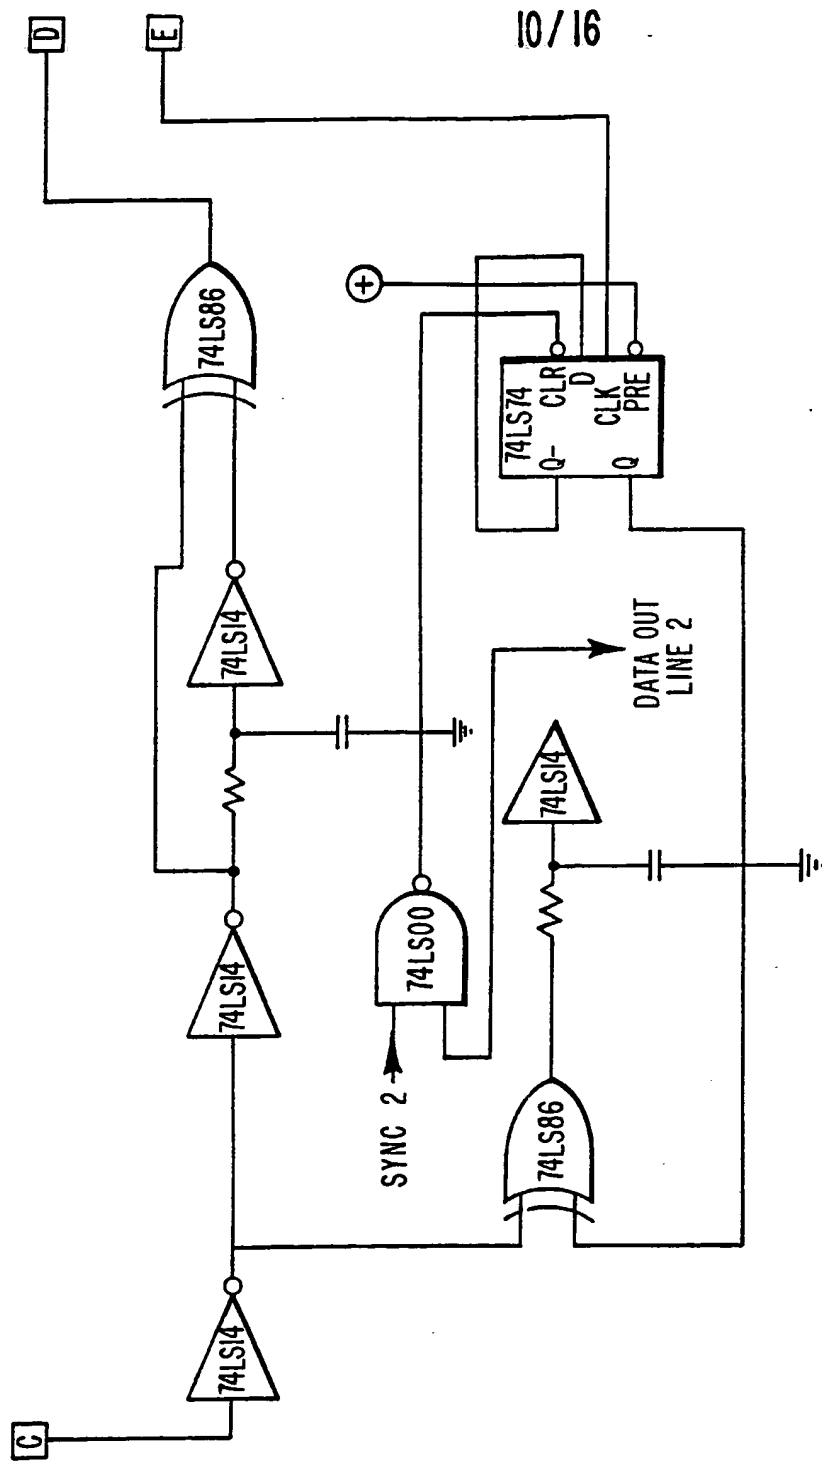 10/16
D
E
74LS86
+
74LS74
CLR
D
CLK
PRE
Q-
Q
74LS14
DATA OUT
LINE 2
74LS14
74LS14
74LS00
SYNC 2
74LS86
74LS14
C